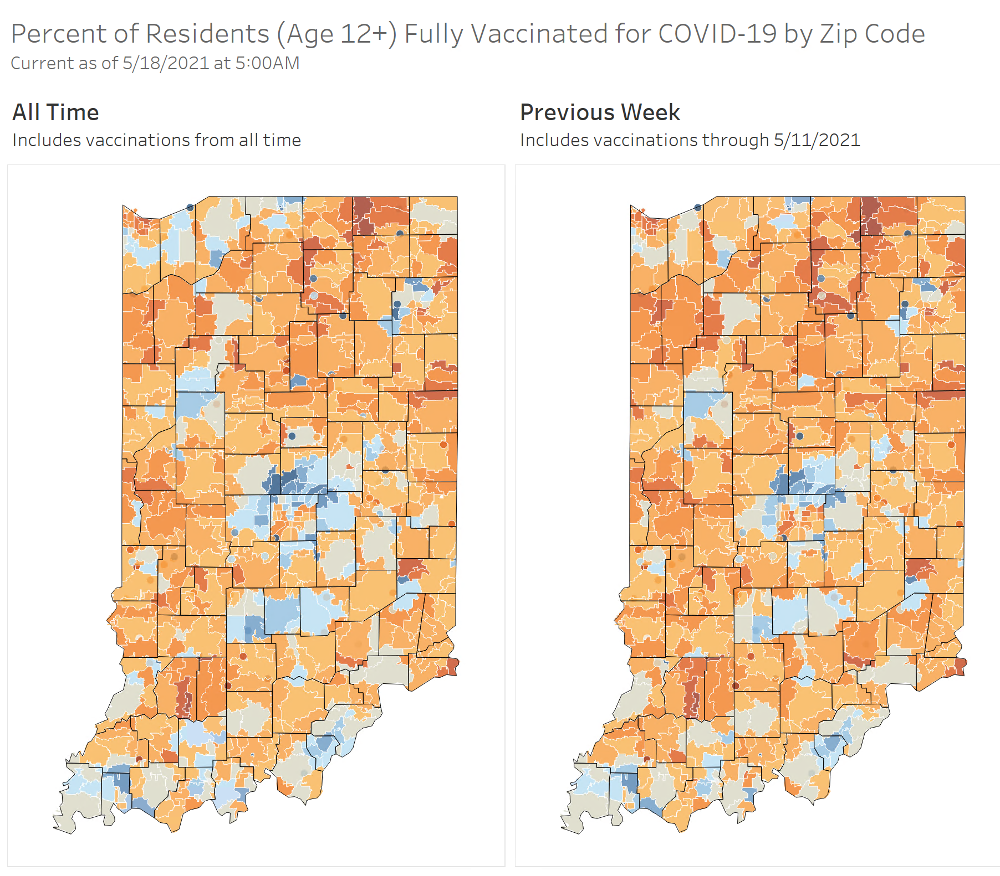 Percent of Residents (Age 12+) Fully Vaccinated for COVID-19 by Zip Code
Current as of 5/18/2021 at 5:00AM
All Time
Includes vaccinations from all time
Previous Week
Includes vaccinations through 5/11/2021